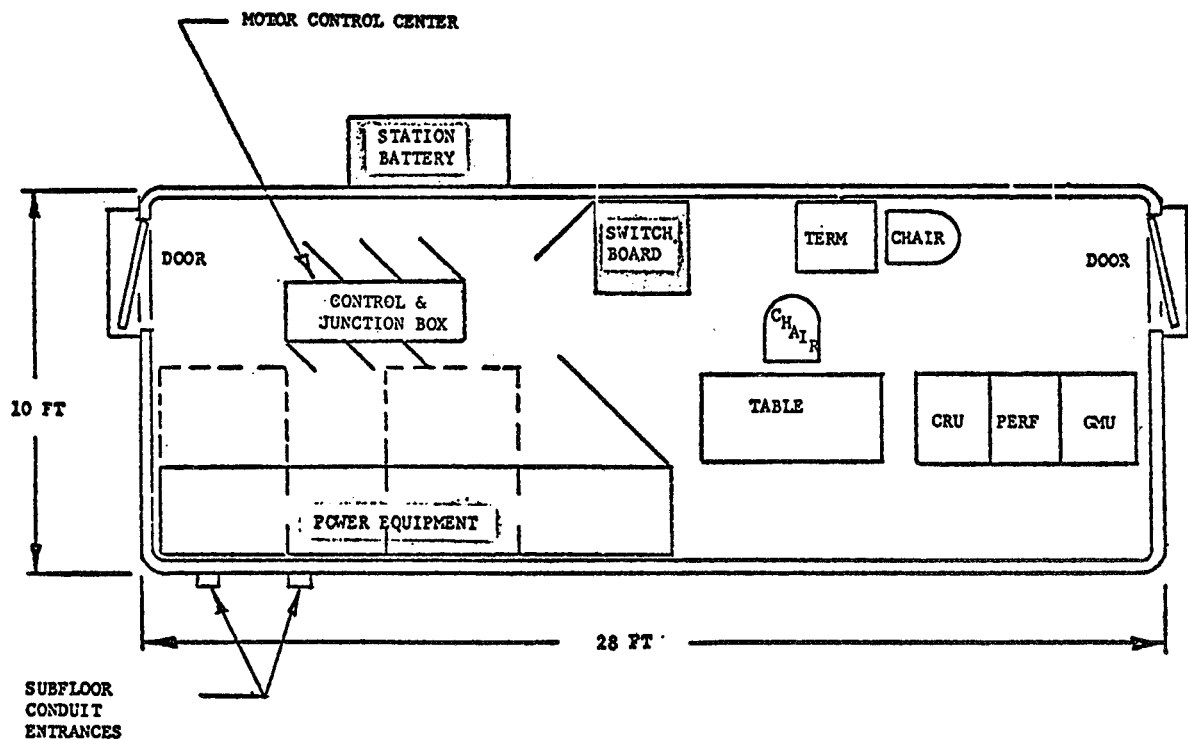 MOTOR CONTROL CENTER
STATION
BATTERY
SWITCH
BOARD
TERM
CHAIR
DOOR
DOOR
CONTROL &
JUNCTION BOX
CHAIR
10 FT
TABLE
CRU
PERF
GMU
POWER EQUIPMENT
28 FT
SUBFLOOR
CONDUIT
ENTRANCES